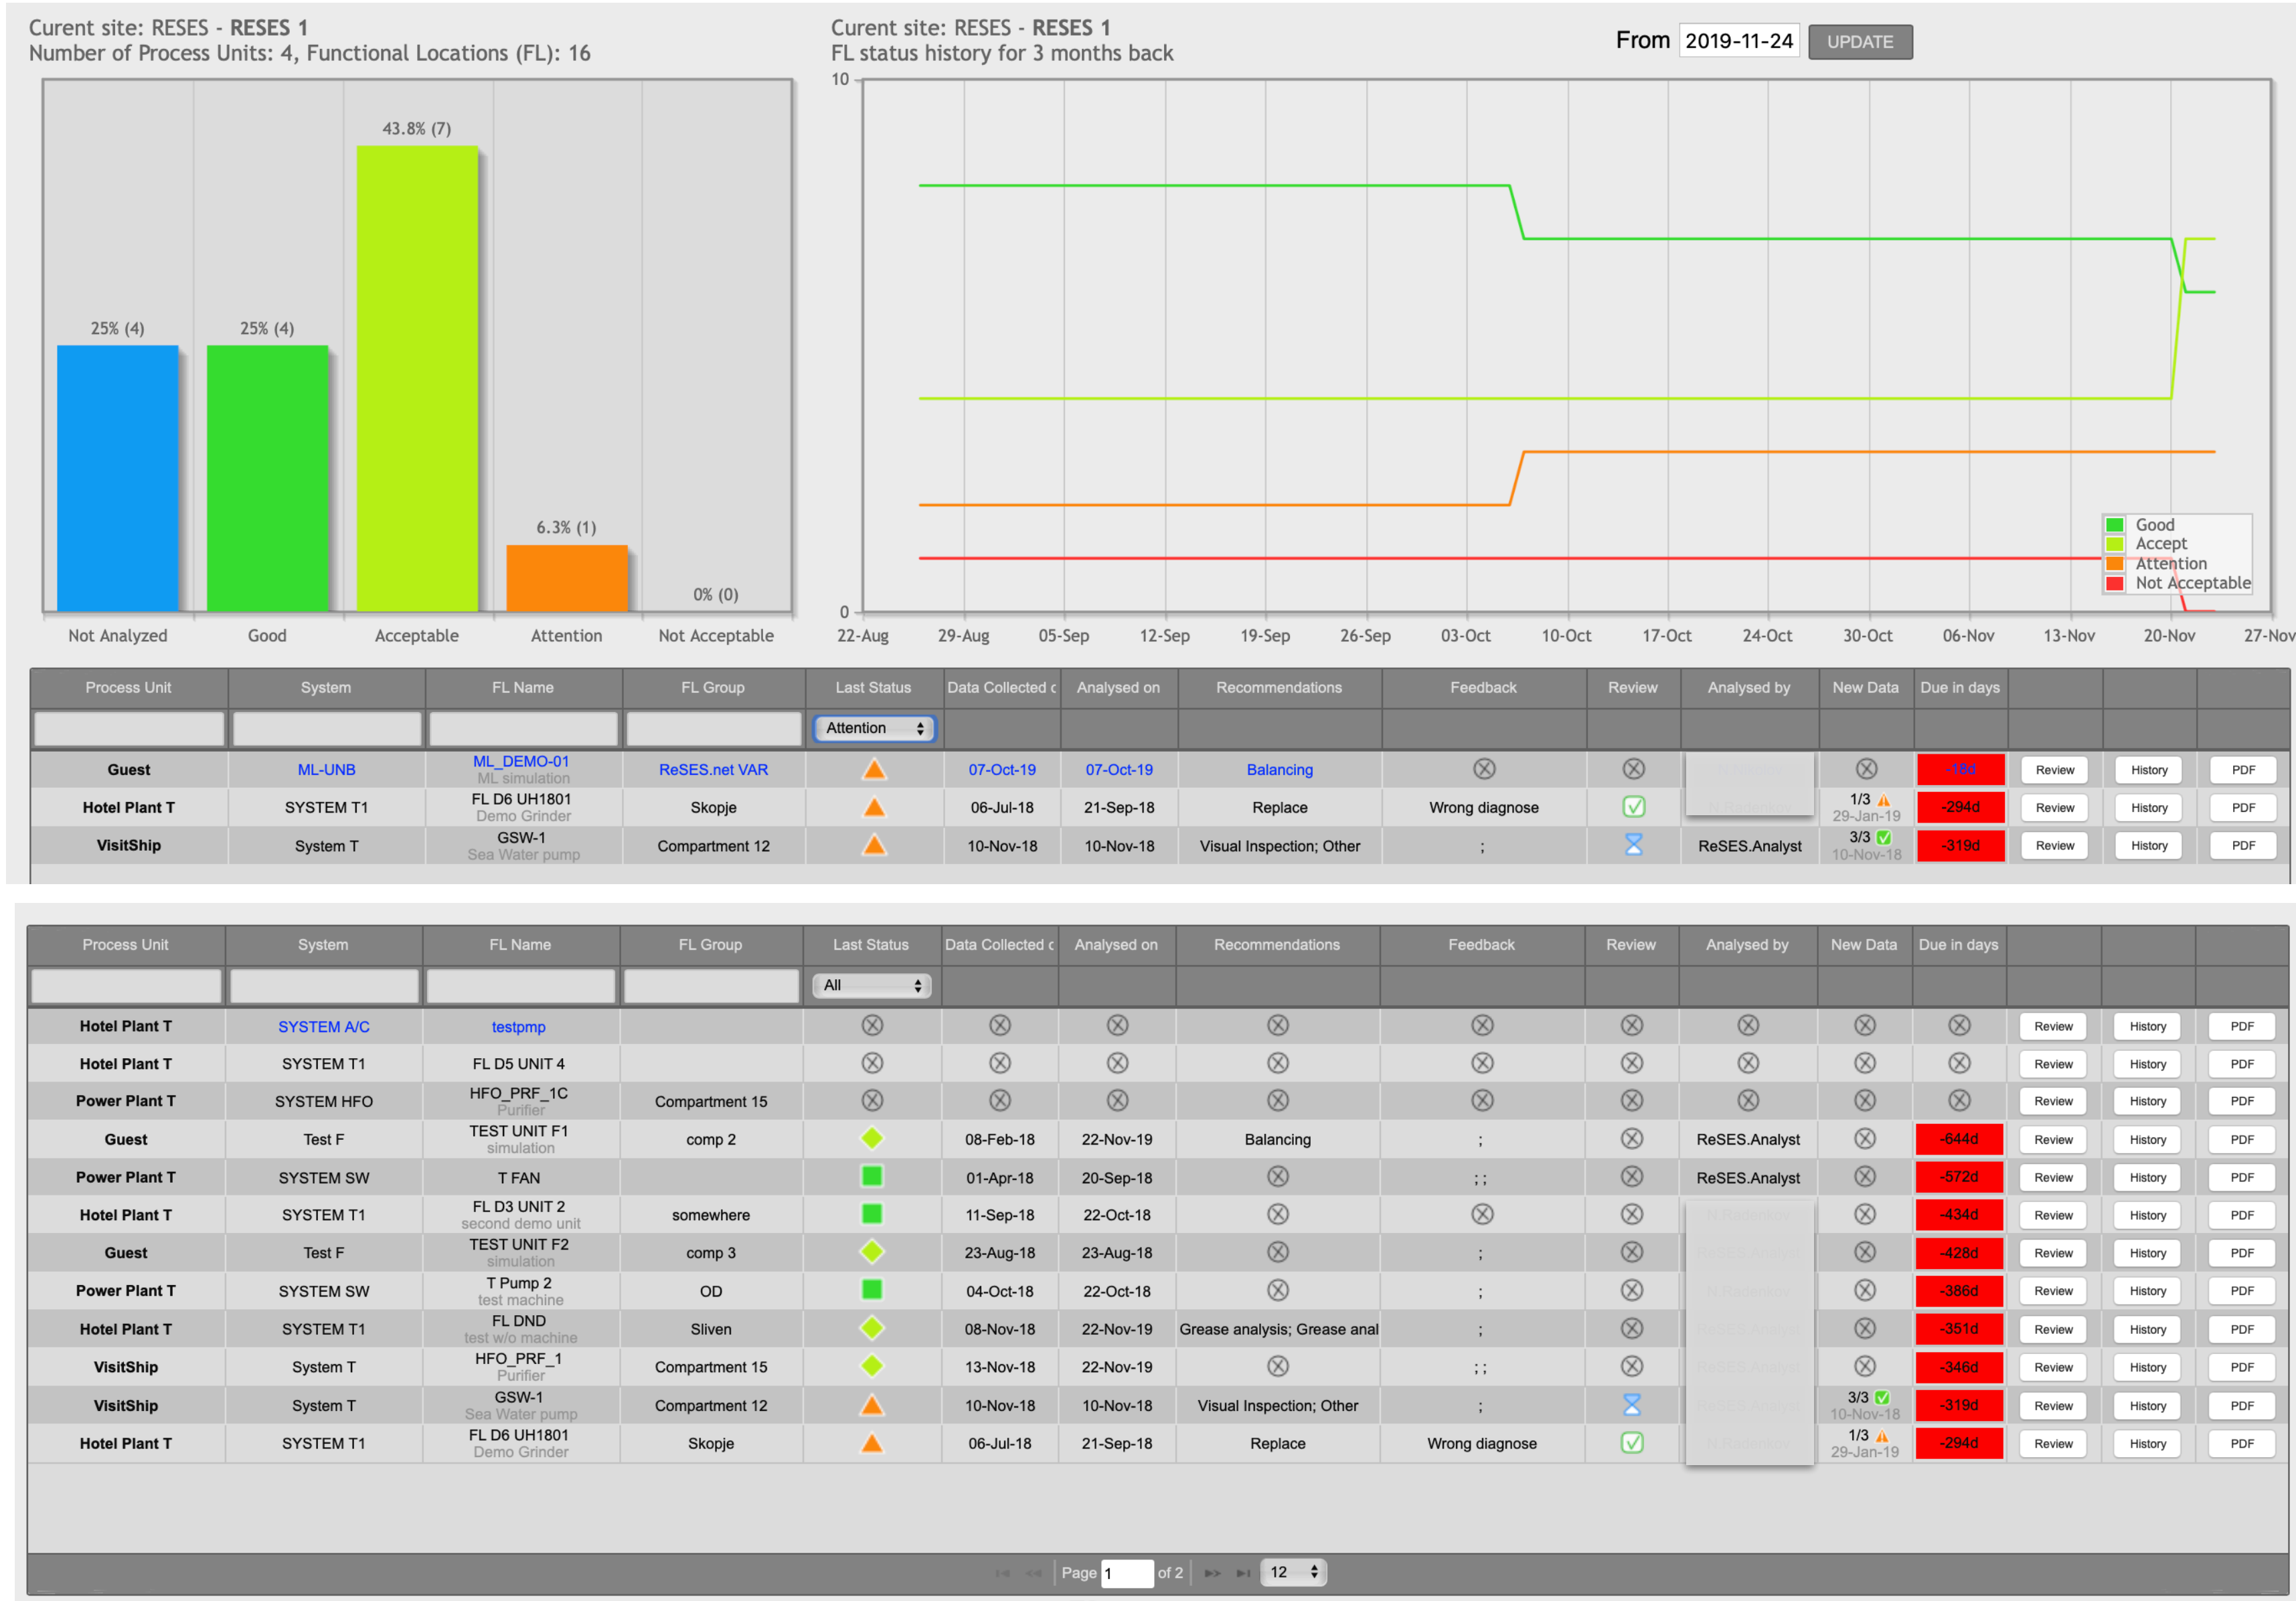 Curent site: RESES - RESES 1
Number of Process Units: 4, Functional Locations (FL): 16
25% (4)
25% (4)
43.8% (7)
6.3% (1)
0% (0)
Not Analyzed Good Acceptable Attention Not Acceptable
Curent site: RESES - RESES 1
FL status history for 3 months back
From 2019-11-24 UPDATE
10
0
22-Aug 29-Aug 05-Sep 12-Sep 19-Sep 26-Sep 03-Oct 10-Oct 17-Oct 24-Oct 30-Oct 06-Nov 13-Nov 20-Nov 27-Nov
Good
Accept
Attention
Not Acceptable
Process Unit System FL Name FL Group Last Status Data Collected c Analysed on Recommendations Feedback Review Analysed by New Data Due in days
Attention
Guest ML-UNB ML_DEMO-01 ReSES.net VAR 07-Oct-19 07-Oct-19 Balancing -18d Review History PDF
ML simulation
Hotel Plant T SYSTEM T1 FL D6 UH1801 Skopje 06-Jul-18 21-Sep-18 Replace Wrong diagnose 1/3 -294d Review History PDF
Demo Grinder 29-Jan-19
VisitShip System T GSW-1 Compartment 12 10-Nov-18 10-Nov-18 Visual Inspection; Other ; ReSES.Analyst 3/3 -319d Review History PDF
Sea Water pump 10-Nov-18
Process Unit System FL Name FL Group Last Status Data Collected c Analysed on Recommendations Feedback Review Analysed by New Data Due in days
All
Hotel Plant T SYSTEM A/C testpmp Review History PDF
Hotel Plant T SYSTEM T1 FL D5 UNIT 4 Review History PDF
Power Plant T SYSTEM HFO HFO_PRF_1C Compartment 15 Review History PDF
Purifier
Guest Test F TEST UNIT F1 comp 2 08-Feb-18 22-Nov-19 Balancing ; ReSES.Analyst -644d Review History PDF
simulation
Power Plant T SYSTEM SW T FAN 01-Apr-18 20-Sep-18 ; ; ReSES.Analyst -572d Review History PDF
Hotel Plant T SYSTEM T1 FL D3 UNIT 2 somewhere 11-Sep-18 22-Oct-18 -434d Review History PDF
second demo unit
Guest Test F TEST UNIT F2 comp 3 23-Aug-18 23-Aug-18 ; -428d Review History PDF
simulation
Power Plant T SYSTEM SW T Pump 2 OD 04-Oct-18 22-Oct-18 ; -386d Review History PDF
test machine
Hotel Plant T SYSTEM T1 FL DND Sliven 08-Nov-18 22-Nov-19 Grease analysis; Grease anal ; -351d Review History PDF
test w/o machine
VisitShip System T HFO_PRF_1 Compartment 15 13-Nov-18 22-Nov-19 ; ; -346d Review History PDF
Purifier
VisitShip System T GSW-1 Compartment 12 10-Nov-18 10-Nov-18 Visual Inspection; Other ; 3/3 -319d Review History PDF
Sea Water pump 10-Nov-18
Hotel Plant T SYSTEM T1 FL D6 UH1801 Skopje 06-Jul-18 21-Sep-18 Replace Wrong diagnose 1/3 -294d Review History PDF
Demo Grinder 29-Jan-19
Page 1 of 2 12